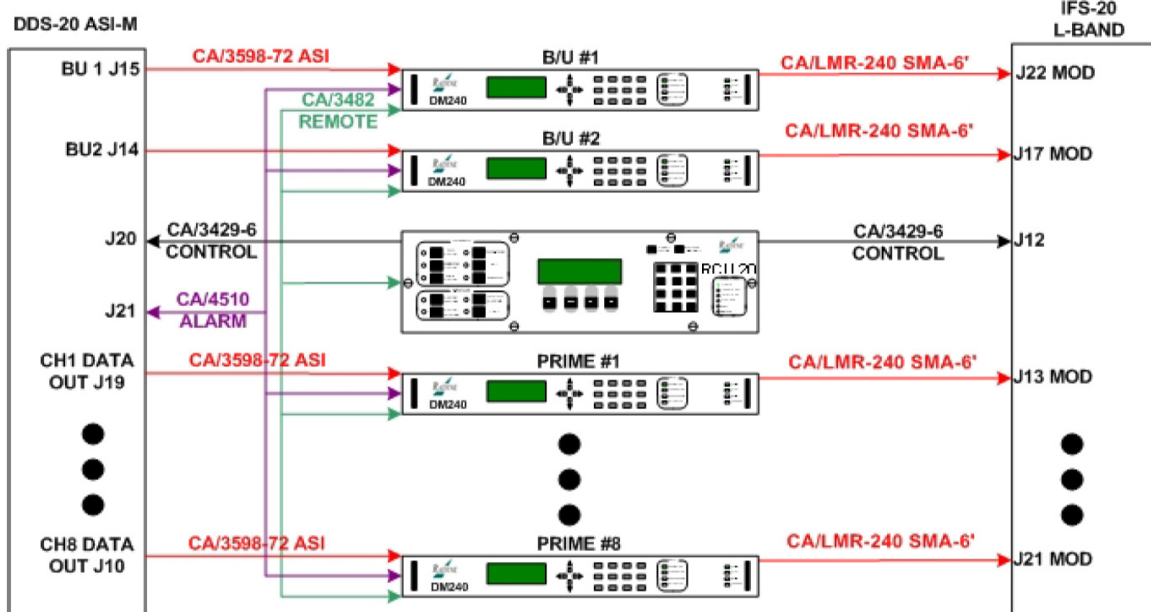 DDS-20 ASI-M
IFS-20
L-BAND
BU 1 J15
CA/3598-72 ASI
B/U #1
CA/LMR-240 SMA-6'
J22 MOD
CA/3482
REMOTE
DM240
BU2 J14
B/U #2
CA/LMR-240 SMA-6'
J17 MOD
DM240
J20
CA/3429-6
CONTROL
CA/3429-6
CONTROL
J12
RCU 20
J21
CA/4510
ALARM
CH1 DATA
OUT J19
CA/3598-72 ASI
PRIME #1
CA/LMR-240 SMA-6'
J13 MOD
DM240
CH8 DATA
OUT J10
CA/3598-72 ASI
PRIME #8
CA/LMR-240 SMA-6'
J21 MOD
DM240